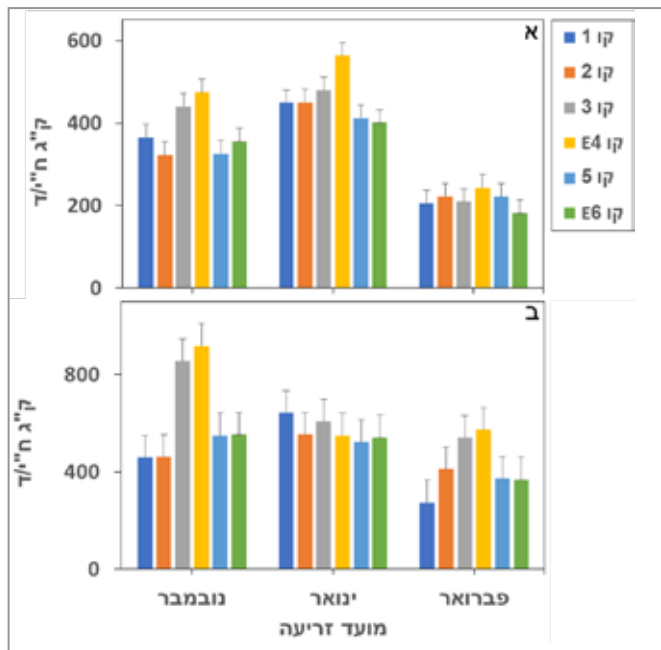 א
600
400
200
0
ק"ג ח"י/ד
קו 1
קו 2
קו 3
קו E4
קו 5
קו E6
ב
800
400
0
ק"ג ח"י/ד
נובמבר ינואר פברואר
מועד זריעה